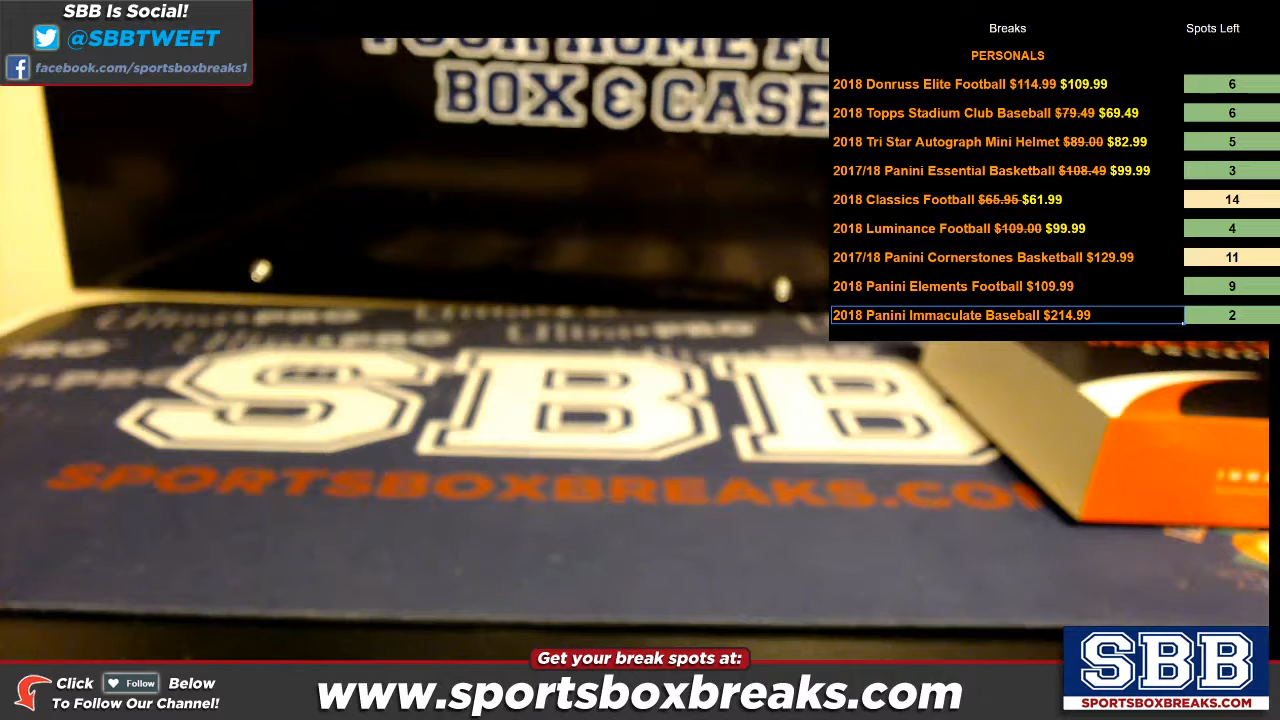 SBB Is Social!
@SBBTWEET
facebook.com/sportsboxbreaks1
Breaks Spots Left
PERSONALS
2018 Donruss Elite Football $114.99 $109.99 6
2018 Topps Stadium Club Baseball $79.49 $69.49 6
2018 Tri Star Autograph Mini Helmet $89.00 $82.99 5
2017/18 Panini Essential Basketball $108.49 $99.99 3
2018 Classics Football $65.95 $61.99 14
2018 Luminance Football $109.00 $99.99 4
2017/18 Panini Cornerstones Basketball $129.99 11
2018 Panini Elements Football $109.99 9
2018 Panini Immaculate Baseball $214.99 2
YOUR HOME FO
BOX & CASE
SBB
SPORTSBOXBREAKS.CO
Get your break spots at:
Click Follow Below
To Follow Our Channel!
www.sportsboxbreaks.com
SBB
SPORTSBOXBREAKS.COM